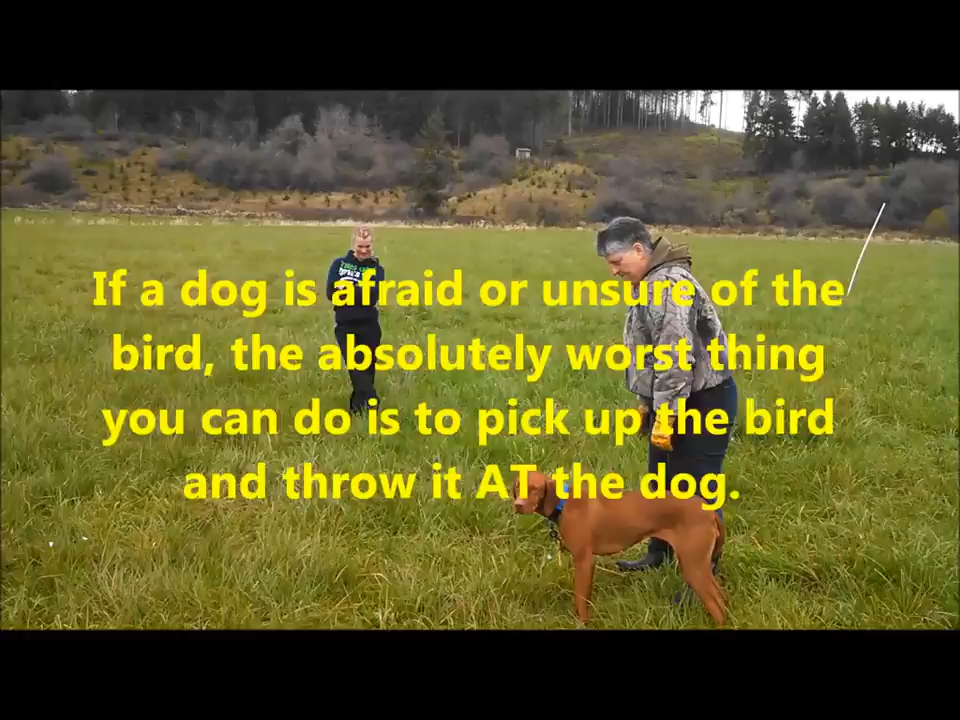 If a dog is afraid or unsure of the
bird, the absolutely worst thing
you can do is to pick up the bird
and throw it AT the dog.